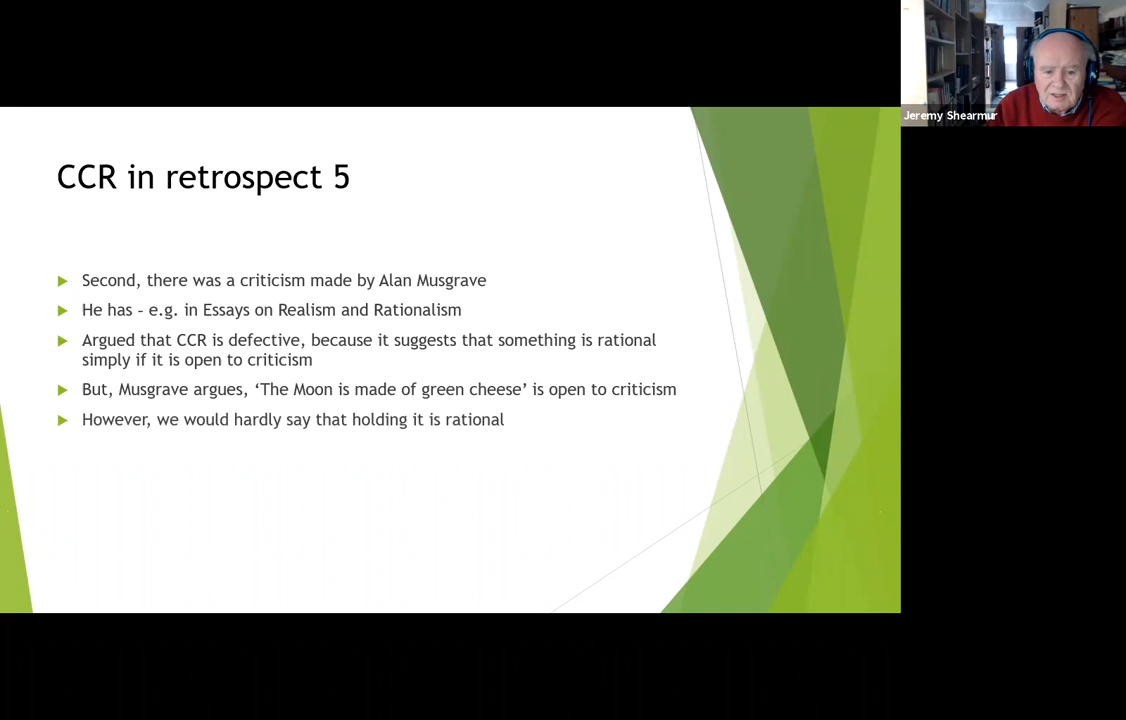 Jeremy Shearmur
CCR in retrospect 5
Second, there was a criticism made by Alan Musgrave
He has - e.g. in Essays on Realism and Rationalism
Argued that CCR is defective, because it suggests that something is rational
simply if it is open to criticism
But, Musgrave argues, ‘The Moon is made of green cheese’ is open to criticism
However, we would hardly say that holding it is rational